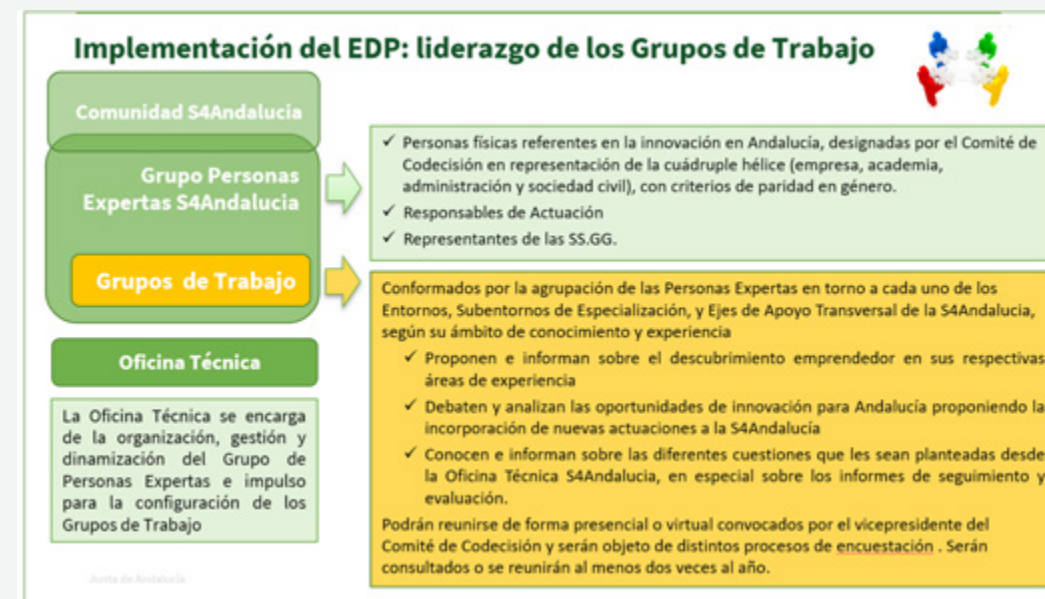 Implementación del EDP: liderazgo de los Grupos de Trabajo
Comunidad S4Andalucia
Grupo Personas
Expertas S4Andalucia
Grupos de Trabajo
Oficina Técnica
La Oficina Técnica se encarga
de la organización, gestión y
dinamización del Grupo de
Personas Expertas e impulso
para la configuración de los
Grupos de Trabajo
✓ Personas físicas referentes en la innovación en Andalucía, designadas por el Comité de
Codecisión en representación de la cuádruple hélice (empresa, academia,
administración y sociedad civil), con criterios de paridad en género.
✓ Responsables de Actuación
✓ Representantes de las SS.GG.
Conformados por la agrupación de las Personas Expertas en torno a cada uno de los
Entornos, Subentornos de Especialización, y Ejes de Apoyo Transversal de la S4Andalucia,
según su ámbito de conocimiento y experiencia
✓ Proponen e informan sobre el descubrimiento emprendedor en sus respectivas
áreas de experiencia
✓ Debaten y analizan las oportunidades de innovación para Andalucía proponiendo la
incorporación de nuevas actuaciones a la S4Andalucía
✓ Conocen e informan sobre las diferentes cuestiones que les sean planteadas desde
la Oficina Técnica S4Andalucia, en especial sobre los informes de seguimiento y
evaluación.
Podrán reunirse de forma presencial o virtual convocados por el vicepresidente del
Comité de Codecisión y serán objeto de distintos procesos de encuestación . Serán
consultados o se reunirán al menos dos veces al año.
Junta de Andalucía